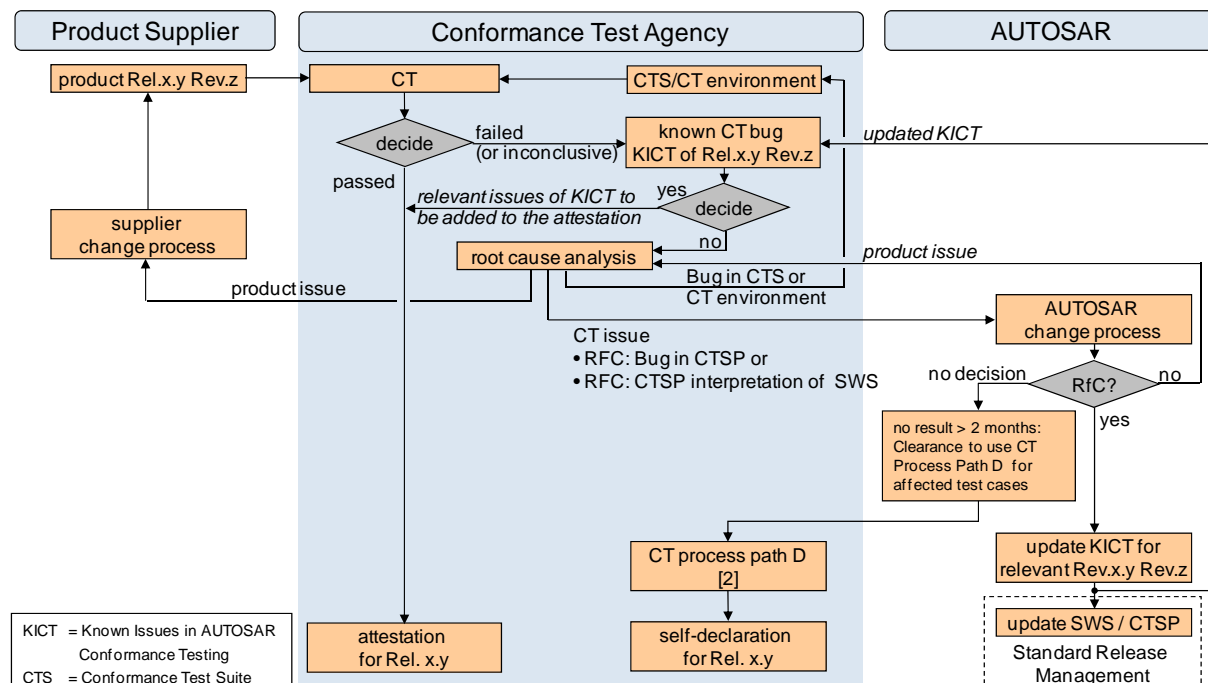 Product Supplier
Conformance Test Agency
AUTOSAR
product Rel.x.y Rev.z
CT
CTS/CT environment
decide
failed
(or inconclusive)
known CT bug
KICT of Rel.x.y Rev.z
updated KICT
passed
relevant issues of KICT to
be added to the attestation
yes
decide
no
supplier
change process
root cause analysis
product issue
product issue
Bug in CTS or
CT environment
AUTOSAR
change process
CT issue
• RFC: Bug in CTSP or
• RFC: CTSP interpretation of SWS
no decision
RfC?
no
yes
no result > 2 months:
Clearance to use CT
Process Path D for
affected test cases
CT process path D
[2]
update KICT for
relevant Rev.x.y Rev.z
attestation
for Rel. x.y
self-declaration
for Rel. x.y
update SWS / CTSP
Standard Release
Management
KICT = Known Issues in AUTOSAR
Conformance Testing
CTS = Conformance Test Suite